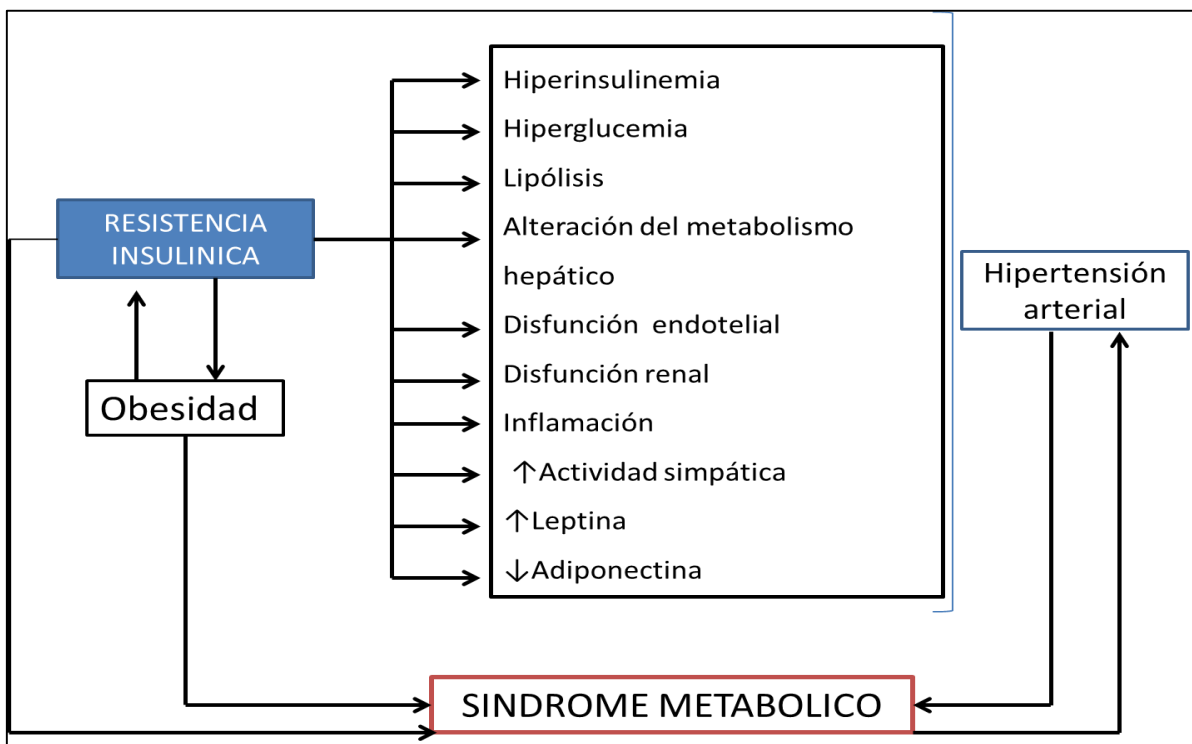 RESISTENCIA
INSULINICA
Obesidad
Hiperinsulinemia
Hiperglucemia
Lipólisis
Alteración del metabolismo
hepático
Disfunción endotelial
Disfunción renal
Inflamación
↑Actividad simpática
↑Leptina
↓Adiponectina
Hipertensión
arterial
SINDROME METABOLICO